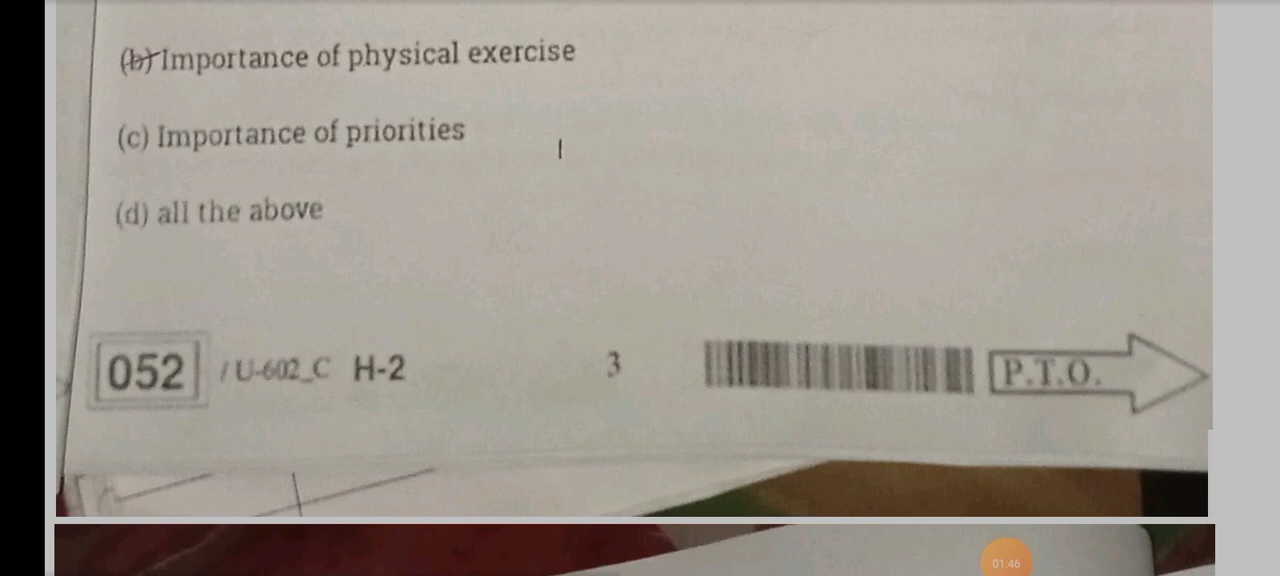 (b) Importance of physical exercise
(c) Importance of priorities
(d) all the above
052 / U-602_C H-2 3 P.T.O.
01:46